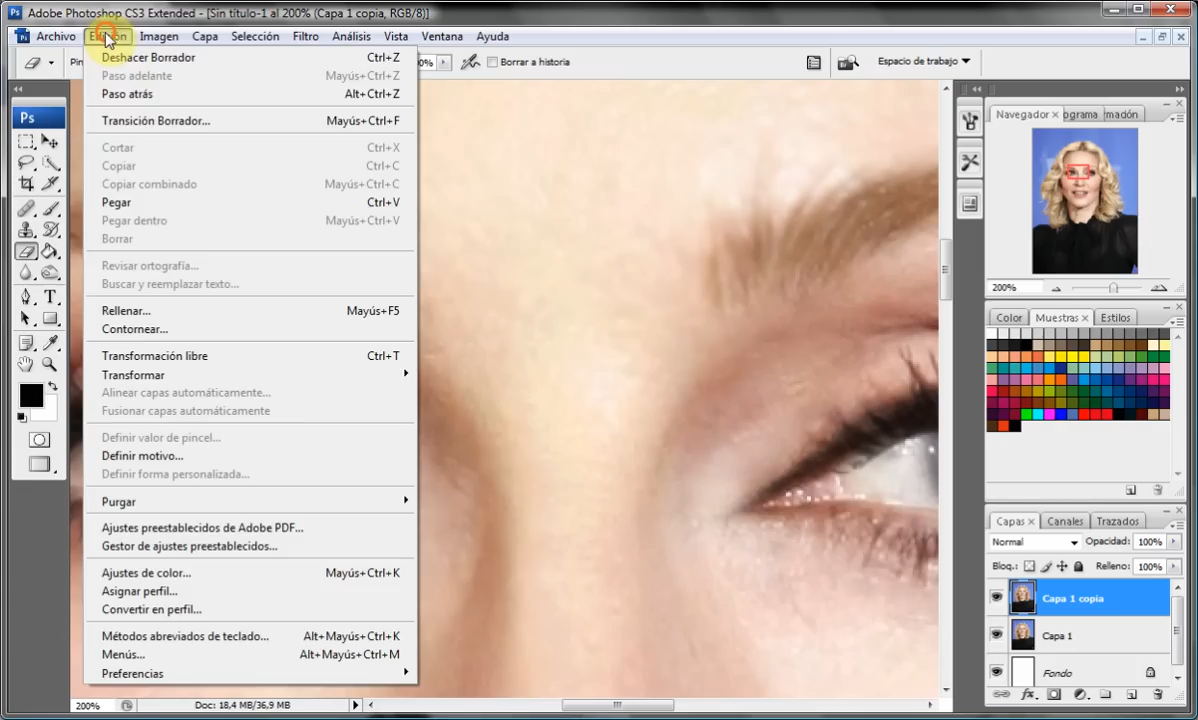 Adobe Photoshop CS3 Extended - [Sin título-1 al 200% (Capa 1 copia, RGB/8)]
Archivo Edición Imagen Capa Selección Filtro Análisis Vista Ventana Ayuda
Borrar a historia
Espacio de trabajo
Deshacer Borrador Ctrl+Z
Paso adelante Mayús+Ctrl+Z
Paso atrás Alt+Ctrl+Z
Transición Borrador... Mayús+Ctrl+F
Cortar Ctrl+X
Copiar Ctrl+C
Copiar combinado Mayús+Ctrl+C
Pegar Ctrl+V
Pegar dentro Mayús+Ctrl+V
Borrar
Revisar ortografía...
Buscar y reemplazar texto...
Rellenar... Mayús+F5
Contornear...
Transformación libre Ctrl+T
Transformar
Alinear capas automáticamente...
Fusionar capas automáticamente
Definir valor de pincel...
Definir motivo...
Definir forma personalizada...
Purgar
Ajustes preestablecidos de Adobe PDF...
Gestor de ajustes preestablecidos...
Ajustes de color... Mayús+Ctrl+K
Asignar perfil...
Convertir en perfil...
Métodos abreviados de teclado... Alt+Mayús+Ctrl+K
Menús... Alt+Mayús+Ctrl+M
Preferencias
Ps
Navegador ograma mación
200%
Color Muestras Estilos
Capas Canales Trazados
Normal Opacidad: 100%
Bloq.: Relleno: 100%
Capa 1 copia
Capa 1
Fondo
200% Doc: 18,4 MB/36,9 MB